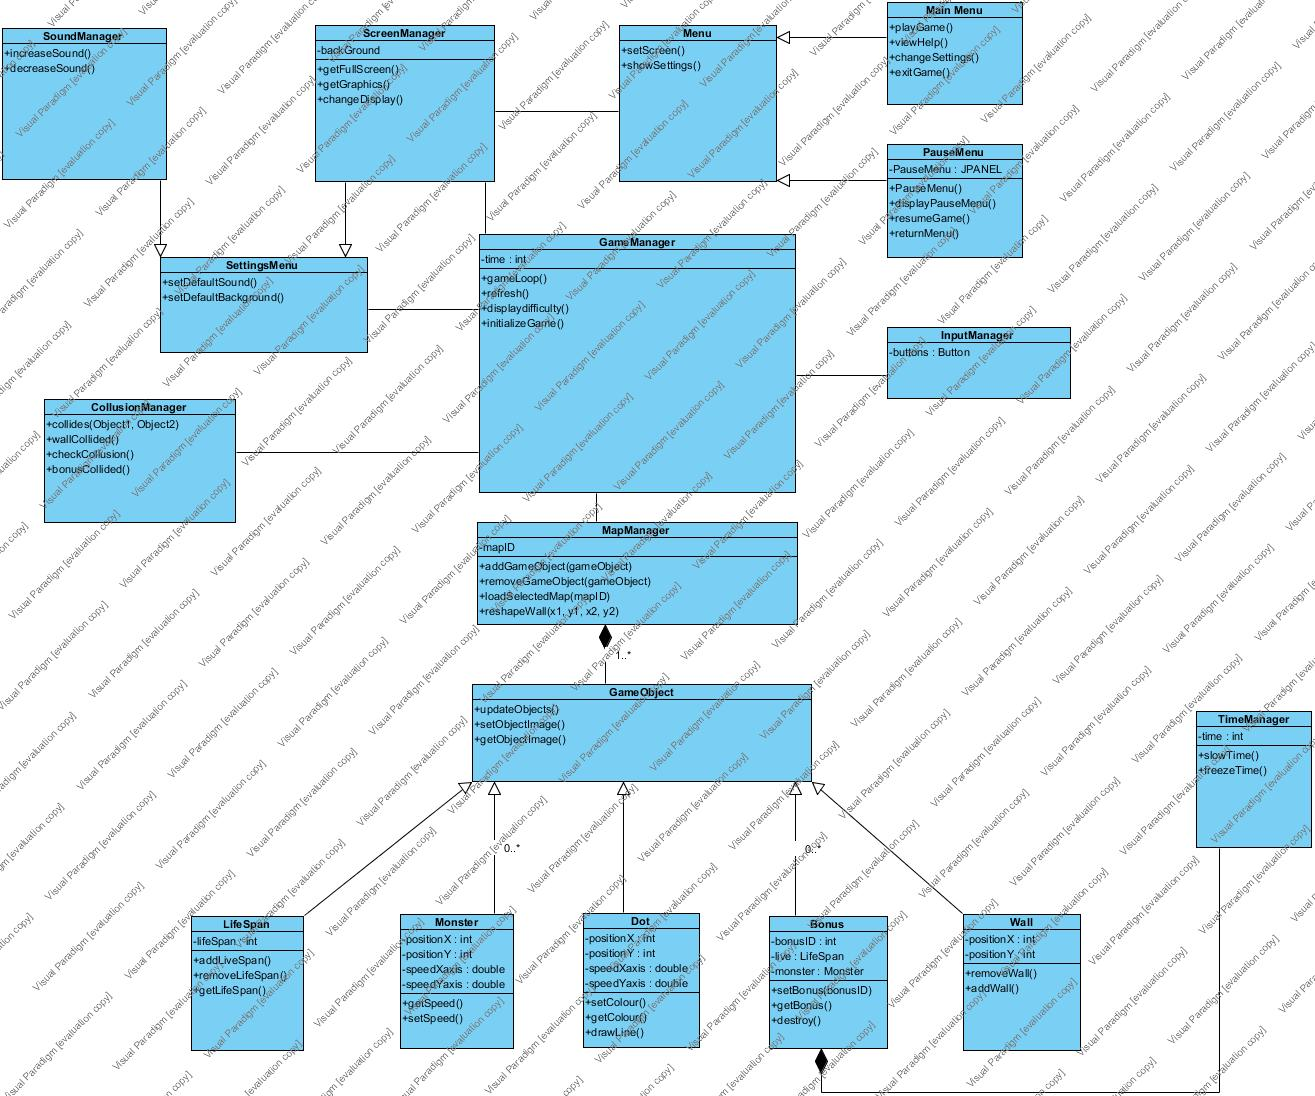 SoundManager
+increaseSound()
+decreaseSound()
ScreenManager
-backGround
+getFullScreen()
+getGraphics()
+changeDisplay()
Menu
+setScreen()
+showSettings()
Main Menu
+playGame()
+viewHelp()
+changeSettings()
+exitGame()
PauseMenu
-PauseMenu : JPANEL
+PauseMenu()
+displayPauseMenu()
+resumeGame()
+returnMenu()
SettingsMenu
+setDefaultSound()
+setDefaultBackground()
GameManager
-time : int
+gameLoop()
+refresh()
+displaydifficulty()
+initializeGame()
InputManager
-buttons : Button
CollusionManager
+collides(Object1, Object2)
+wallCollided()
+checkCollusion()
+bonusCollided()
MapManager
-mapID
+addGameObject(gameObject)
+removeGameObject(gameObject)
+loadSelectedMap(mapID)
+reshapeWall(x1, y1, x2, y2)
1..*
GameObject
+updateObjects()
+setObjectImage()
+getObjectImage()
TimeManager
-time : int
+slowTime()
+freezeTime()
0..*
0..*
LifeSpan
-lifeSpan : int
+addLiveSpan()
+removeLifeSpan()
+getLifeSpan()
Monster
-positionX : int
-positionY : int
-speedXaxis : double
-speedYaxis : double
+getSpeed()
+setSpeed()
Dot
-positionX : int
-positionY : int
-speedXaxis : double
-speedYaxis : double
+setColour()
+getColour()
+drawLine()
Bonus
-bonusID : int
-live : LifeSpan
-monster : Monster
+setBonus(bonusID)
+getBonus()
+destroy()
Wall
-positionX : int
-positionY : int
+removeWall()
+addWall()
Visual Paradigm [evaluation copy]